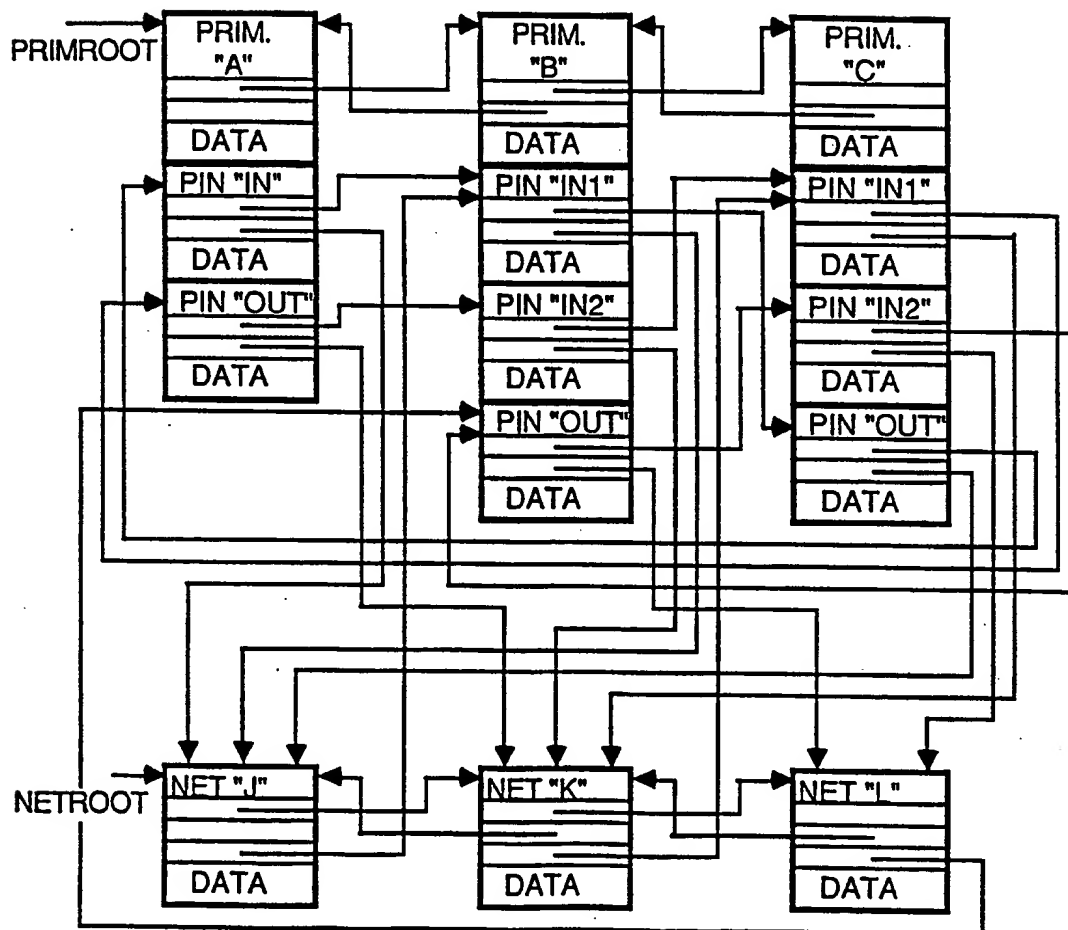 PRIMROOT
PRIM.
"A"
DATA
PIN "IN"
DATA
PIN "OUT"
DATA
PRIM.
"B"
DATA
PIN "IN1"
DATA
PIN "IN2"
DATA
PIN "OUT"
DATA
PRIM.
"C"
DATA
PIN "IN1"
DATA
PIN "IN2"
DATA
PIN "OUT"
DATA
NETROOT
NET "J"
DATA
NET "K"
DATA
NET "L"
DATA